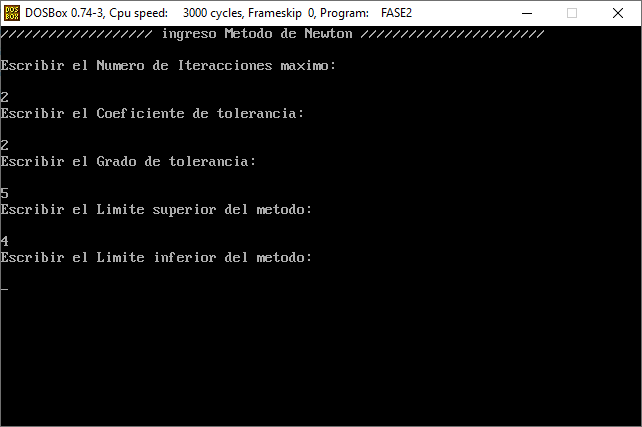 DOSBox 0.74-3, Cpu speed: 3000 cycles, Frameskip 0, Program: FASE2
/////////////////// ingreso Metodo de Newton ///////////////////////
Escribir el Numero de Iteracciones maximo:
2
Escribir el Coeficiente de tolerancia:
2
Escribir el Grado de tolerancia:
5
Escribir el Limite superior del metodo:
4
Escribir el Limite inferior del metodo:
_